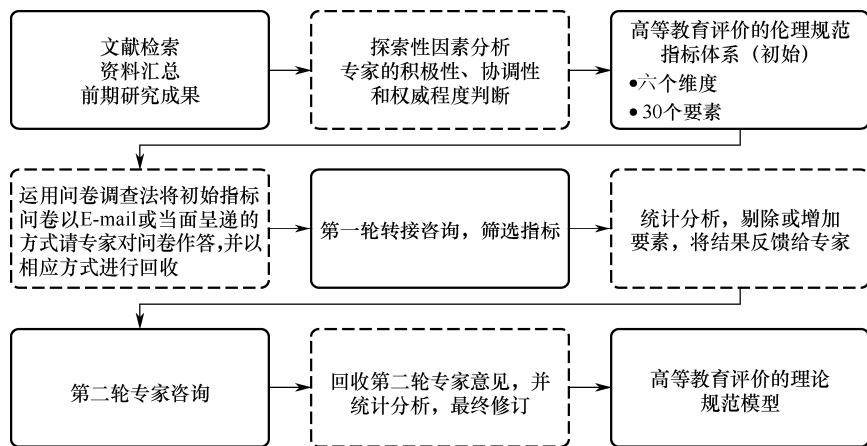 文献检索
资料汇总
前期研究成果
探索性因素分析
专家的积极性、协调性
和权威程度判断
高等教育评价的伦理规范
指标体系（初始）
•六个维度
• 30个要素
运用问卷调查法将初始指标
问卷以E-mail或当面呈递的
方式请专家对问卷作答,并以
相应方式进行回收
第一轮转接咨询，筛选指标
统计分析，剔除或增加
要素，将结果反馈给专家
第二轮专家咨询
回收第二轮专家意见，并
统计分析，最终修订
高等教育评价的理论
规范模型